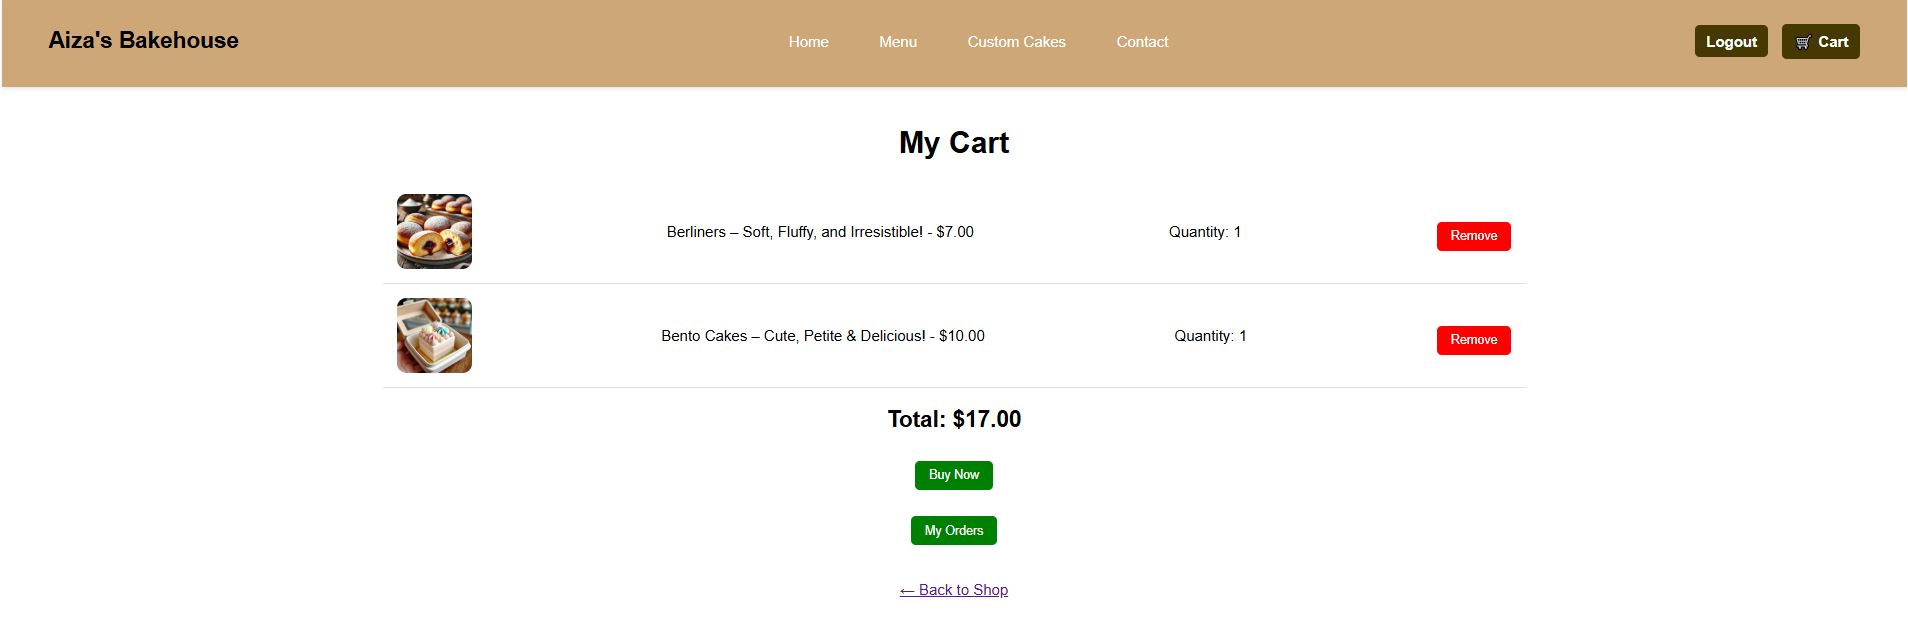 Aiza's Bakehouse
Home Menu Custom Cakes Contact
Logout 🛒 Cart
My Cart
Berliners – Soft, Fluffy, and Irresistible! - $7.00 Quantity: 1 Remove
Bento Cakes – Cute, Petite & Delicious! - $10.00 Quantity: 1 Remove
Total: $17.00
Buy Now
My Orders
← Back to Shop